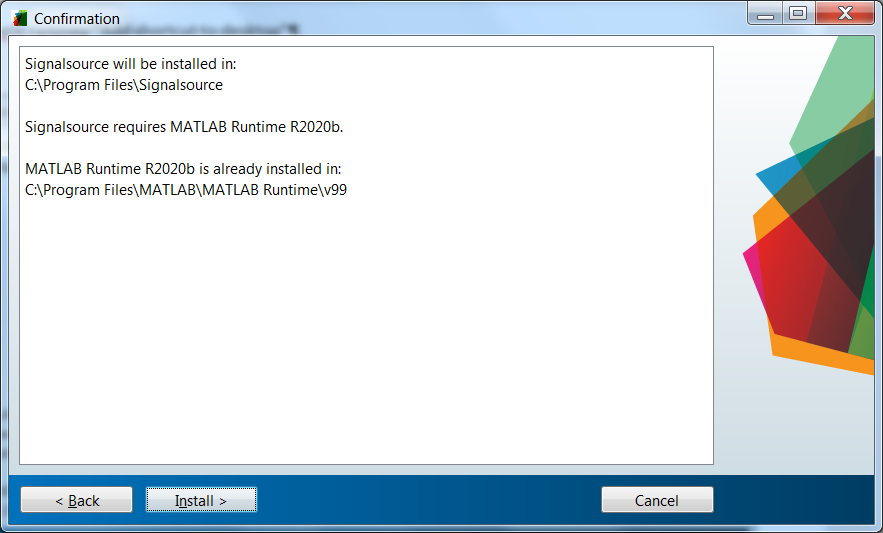 Confirmation
Signalsource will be installed in:
C:\Program Files\Signalsource
Signalsource requires MATLAB Runtime R2020b.
MATLAB Runtime R2020b is already installed in:
C:\Program Files\MATLAB\MATLAB Runtime\v99
< Back Install > Cancel